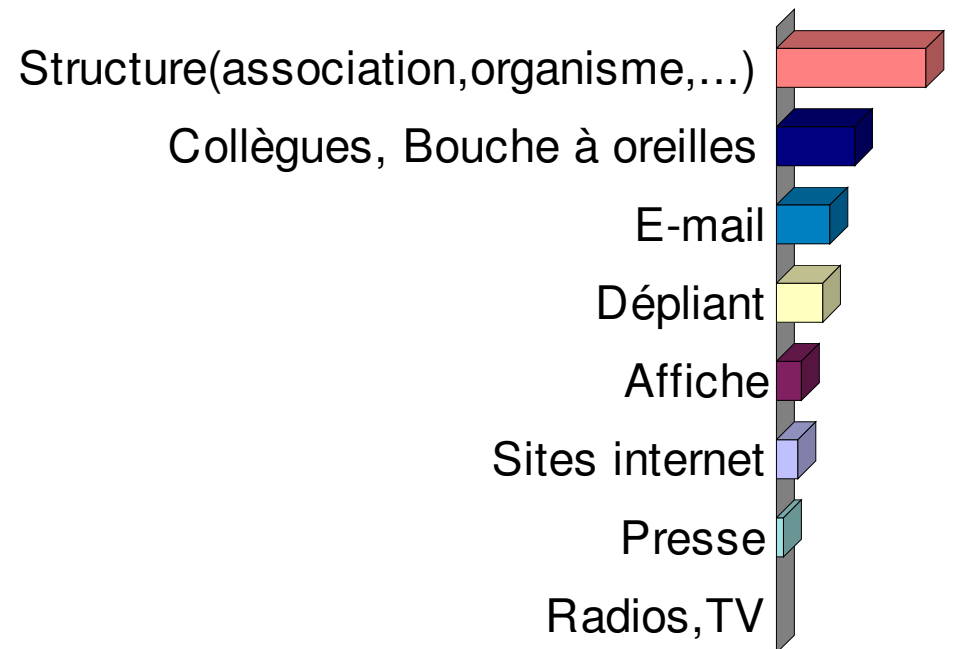 Structure(association,organisme,...)
Collègues, Bouche à oreilles
E-mail
Dépliant
Affiche
Sites internet
Presse
Radios,TV